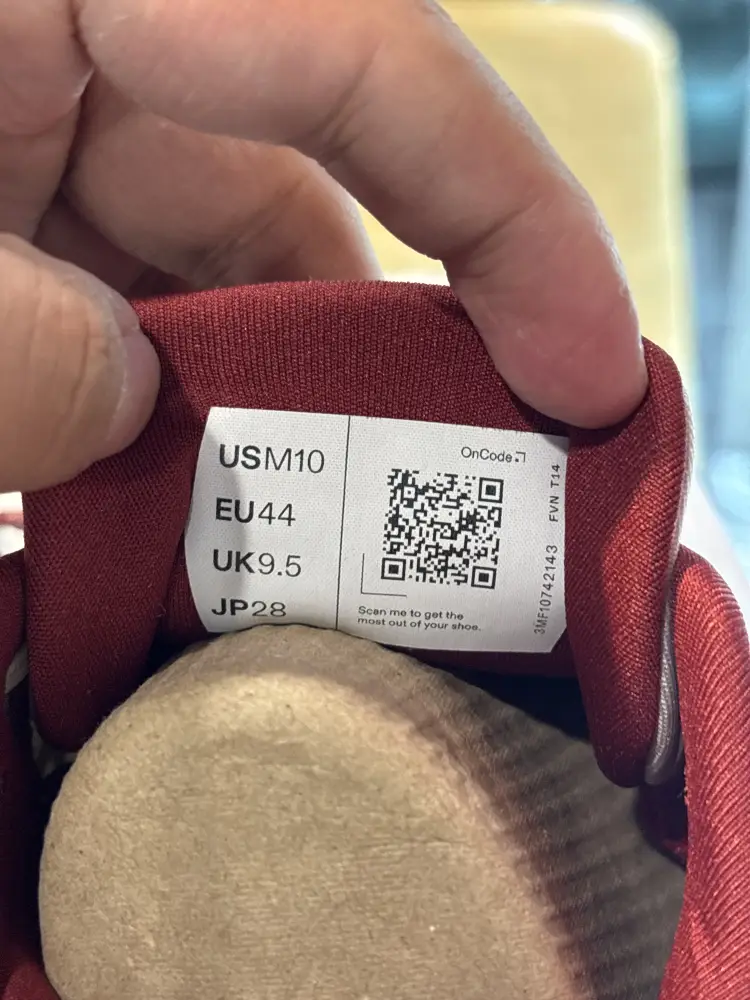 USM10
EU44
UK9.5
JP28
OnCode
Scan me to get the
most out of your shoe.
3MF10742143 FVN T14